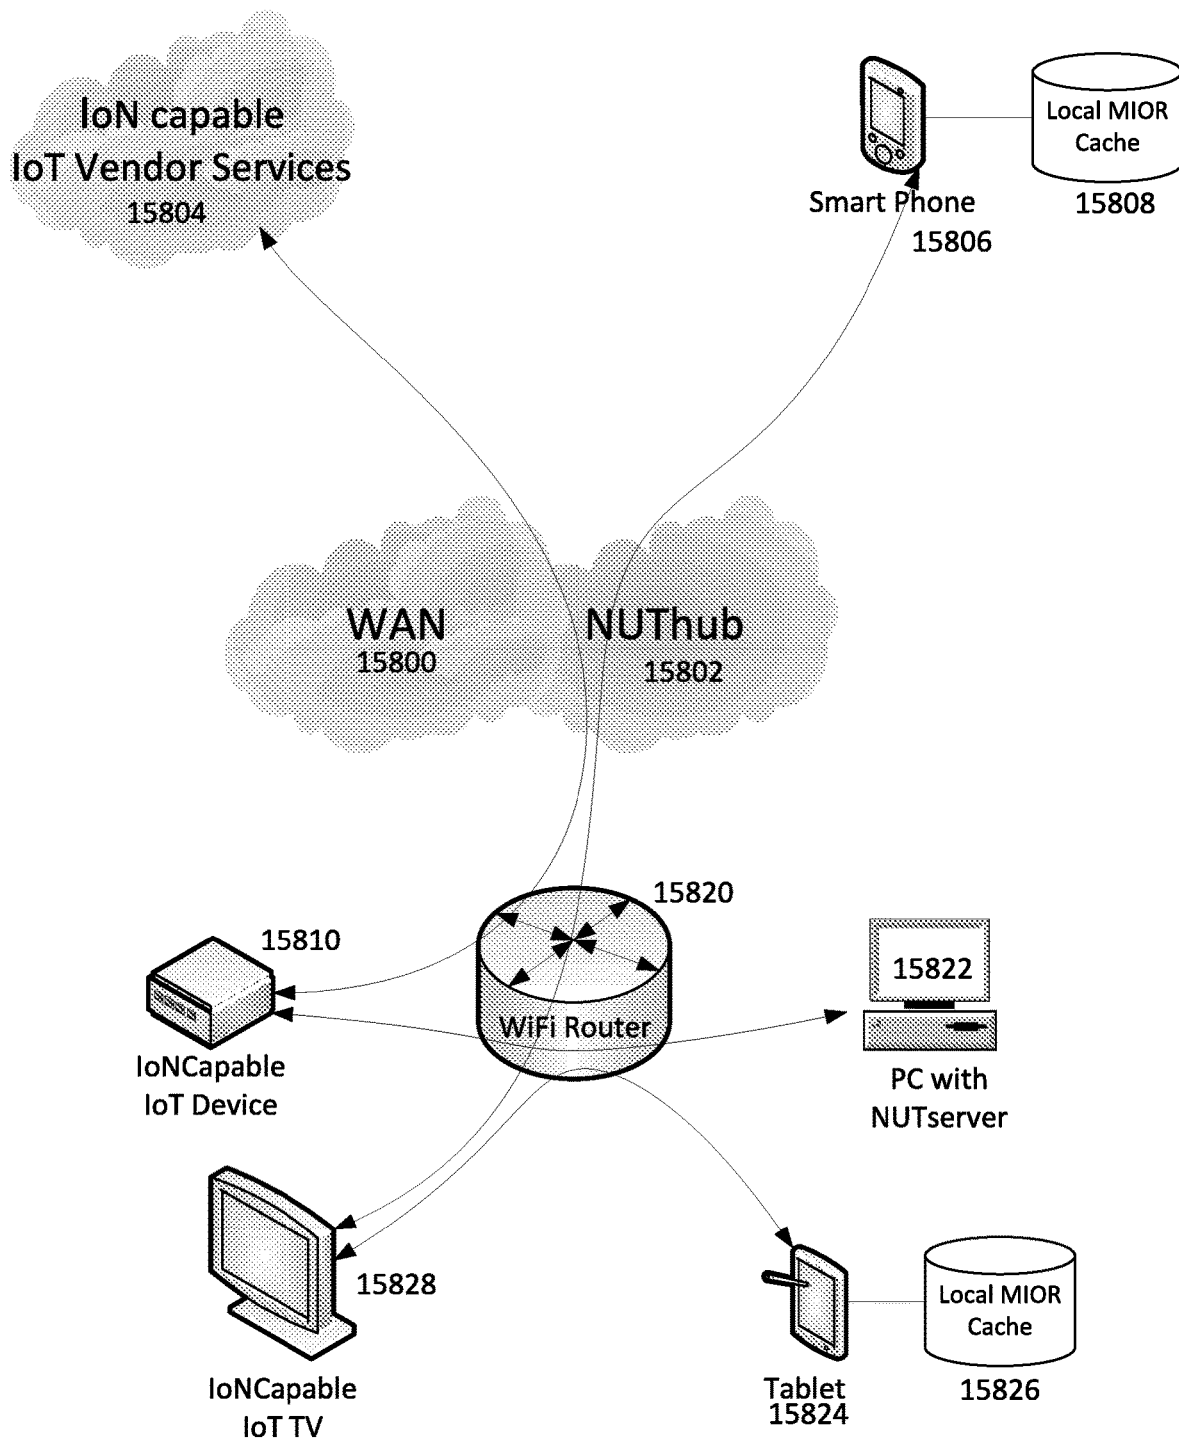 IoN capable
IoT Vendor Services
15804
Local MIOR
Cache
15808
Smart Phone
15806
WAN
15800
NUThub
15802
15820
WiFi Router
15810
IoNCapable
IoT Device
15822
PC with
NUTserver
15828
IoNCapable
IoT TV
Tablet
15824
Local MIOR
Cache
15826